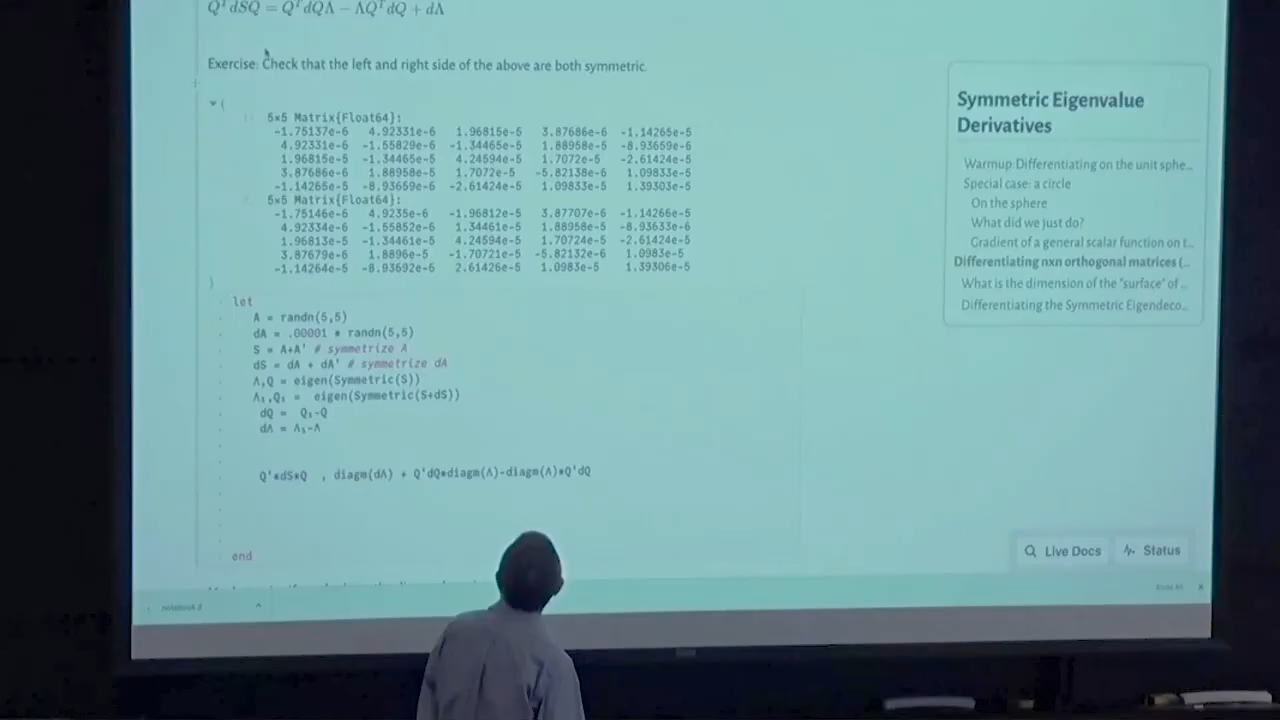 QᵀdSQ = QᵀdQΛ − ΛQᵀdQ + dΛ
Exercise: Check that the left and right side of the above are both symmetric.
(
5×5 Matrix{Float64}:
-1.75137e-6 4.92331e-6 1.96815e-5 3.87686e-6 -1.14265e-5
4.92331e-6 -1.55829e-6 -1.34465e-5 1.88958e-5 -8.93659e-6
1.96815e-5 -1.34465e-5 4.24594e-5 1.7072e-5 -2.61424e-5
3.87686e-6 1.88958e-5 1.7072e-5 -5.82138e-6 1.09833e-5
-1.14265e-5 -8.93659e-6 -2.61424e-5 1.09833e-5 1.39303e-5
5×5 Matrix{Float64}:
-1.75146e-6 4.9235e-6 -1.96812e-5 3.87707e-6 -1.14266e-5
4.92334e-6 -1.55852e-6 1.34461e-5 1.88958e-5 -8.93633e-6
1.96813e-5 -1.34461e-5 4.24594e-5 1.70724e-5 -2.61424e-5
3.87679e-6 1.8896e-5 -1.70721e-5 -5.82132e-6 1.0983e-5
-1.14264e-5 -8.93692e-6 2.61426e-5 1.0983e-5 1.39306e-5
)
let
A = randn(5,5)
dA = .00001 * randn(5,5)
S = A+A' # symmetrize A
dS = dA + dA' # symmetrize dA
Λ,Q = eigen(Symmetric(S))
Λ₁,Q₁ = eigen(Symmetric(S+dS))
dQ = Q₁-Q
dΛ = Λ₁-Λ
Q'*dS*Q , diagm(dΛ) + Q'dQ*diagm(Λ)-diagm(Λ)*Q'dQ
end
Symmetric Eigenvalue
Derivatives
Warmup Differentiating on the unit sphe...
Special case: a circle
On the sphere
What did we just do?
Gradient of a general scalar function on t...
Differentiating nxn orthogonal matrices (...
What is the dimension of the "surface" of ...
Differentiating the Symmetric Eigendeco...
Live Docs
Status